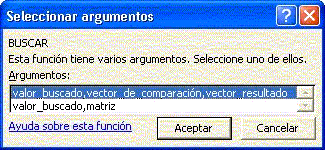 Seleccionar argumentos
BUSCAR
Esta función tiene varios argumentos. Seleccione uno de ellos.
Argumentos:
valor_buscado,vector_de_comparación,vector_resultado
valor_buscado,matriz
Ayuda sobre esta función
Aceptar
Cancelar